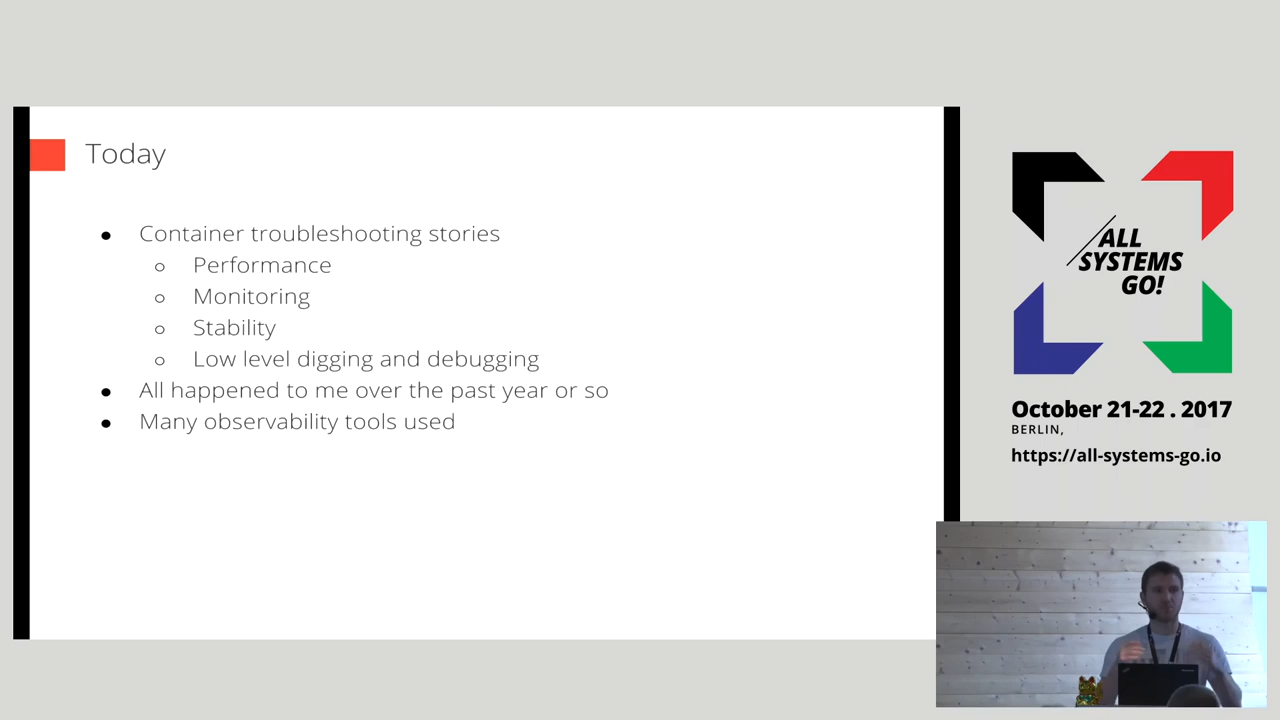 Today
● Container troubleshooting stories
○ Performance
○ Monitoring
○ Stability
○ Low level digging and debugging
● All happened to me over the past year or so
● Many observability tools used
ALL
SYSTEMS
GO!
October 21-22 . 2017
BERLIN,
https://all-systems-go.io